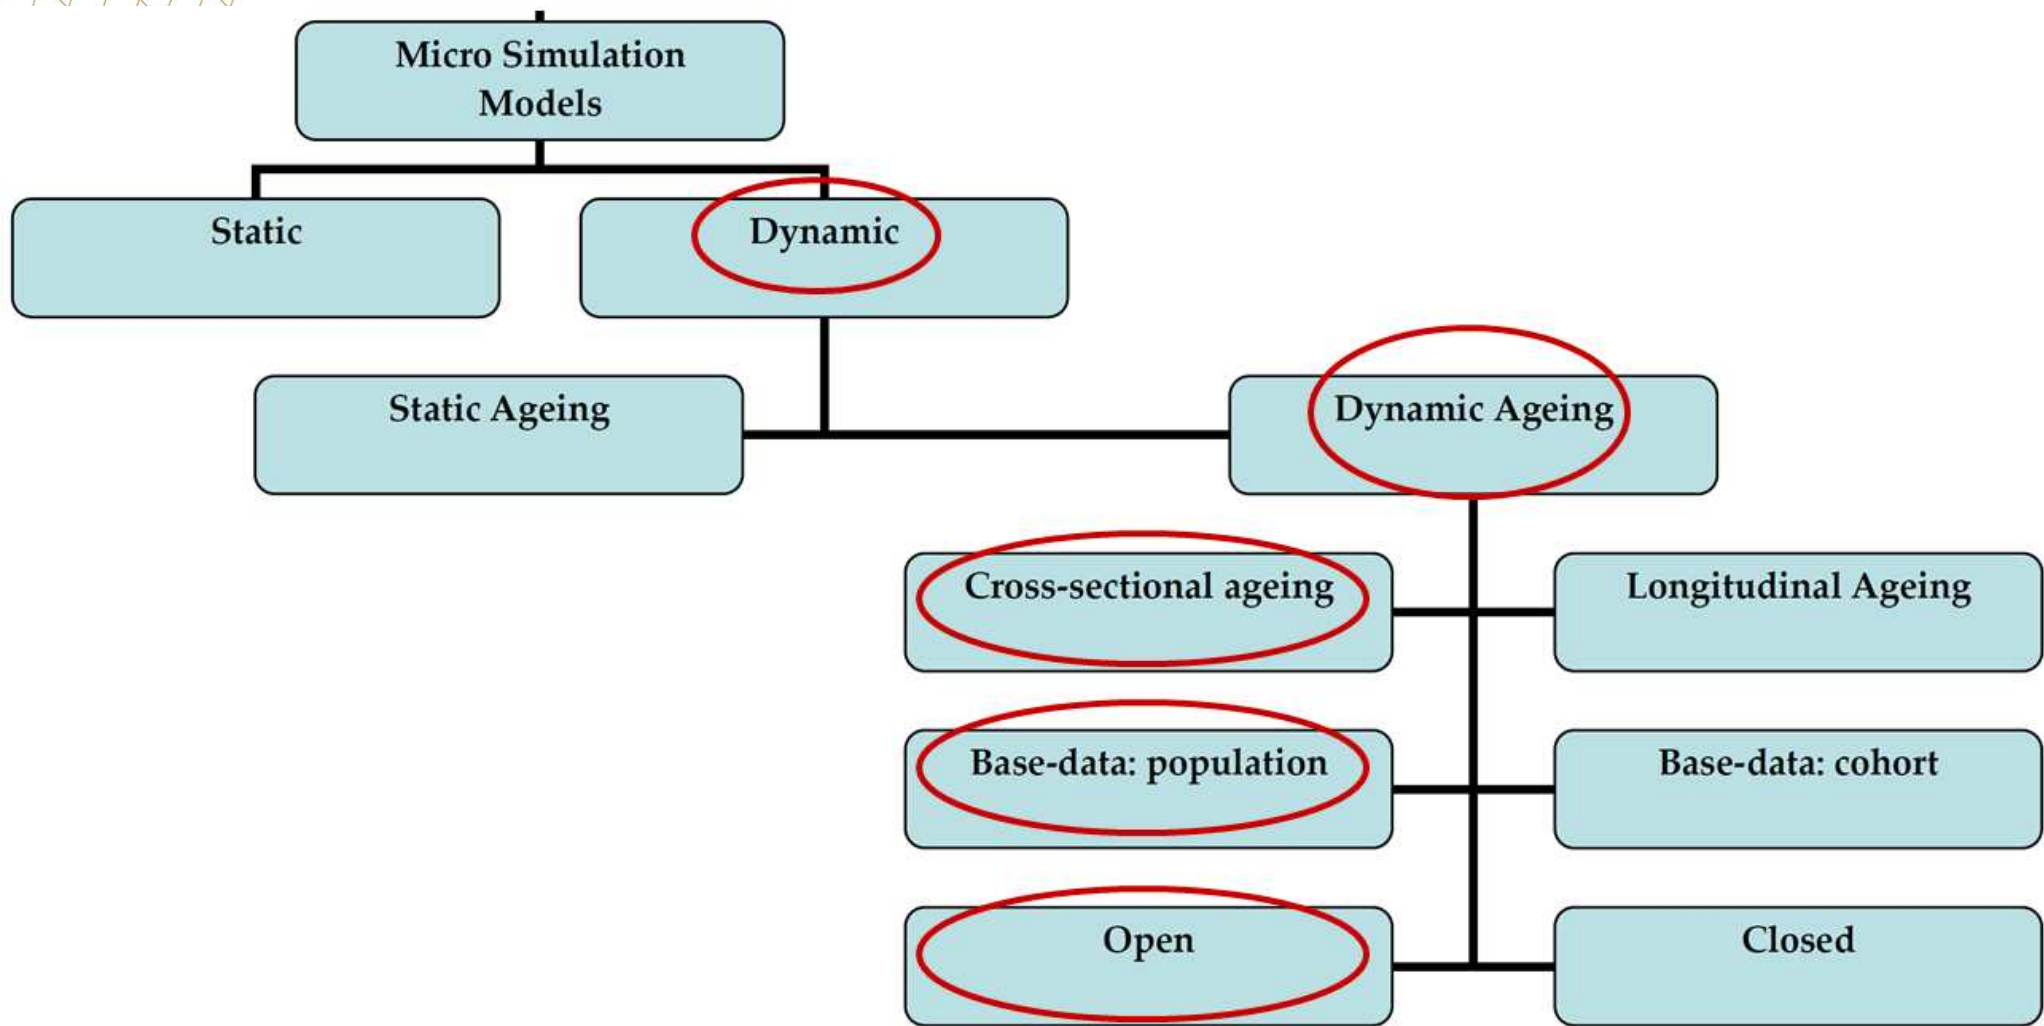 Micro Simulation
Models
Static
Dynamic
Static Ageing
Dynamic Ageing
Cross-sectional ageing
Longitudinal Ageing
Base-data: population
Base-data: cohort
Open
Closed